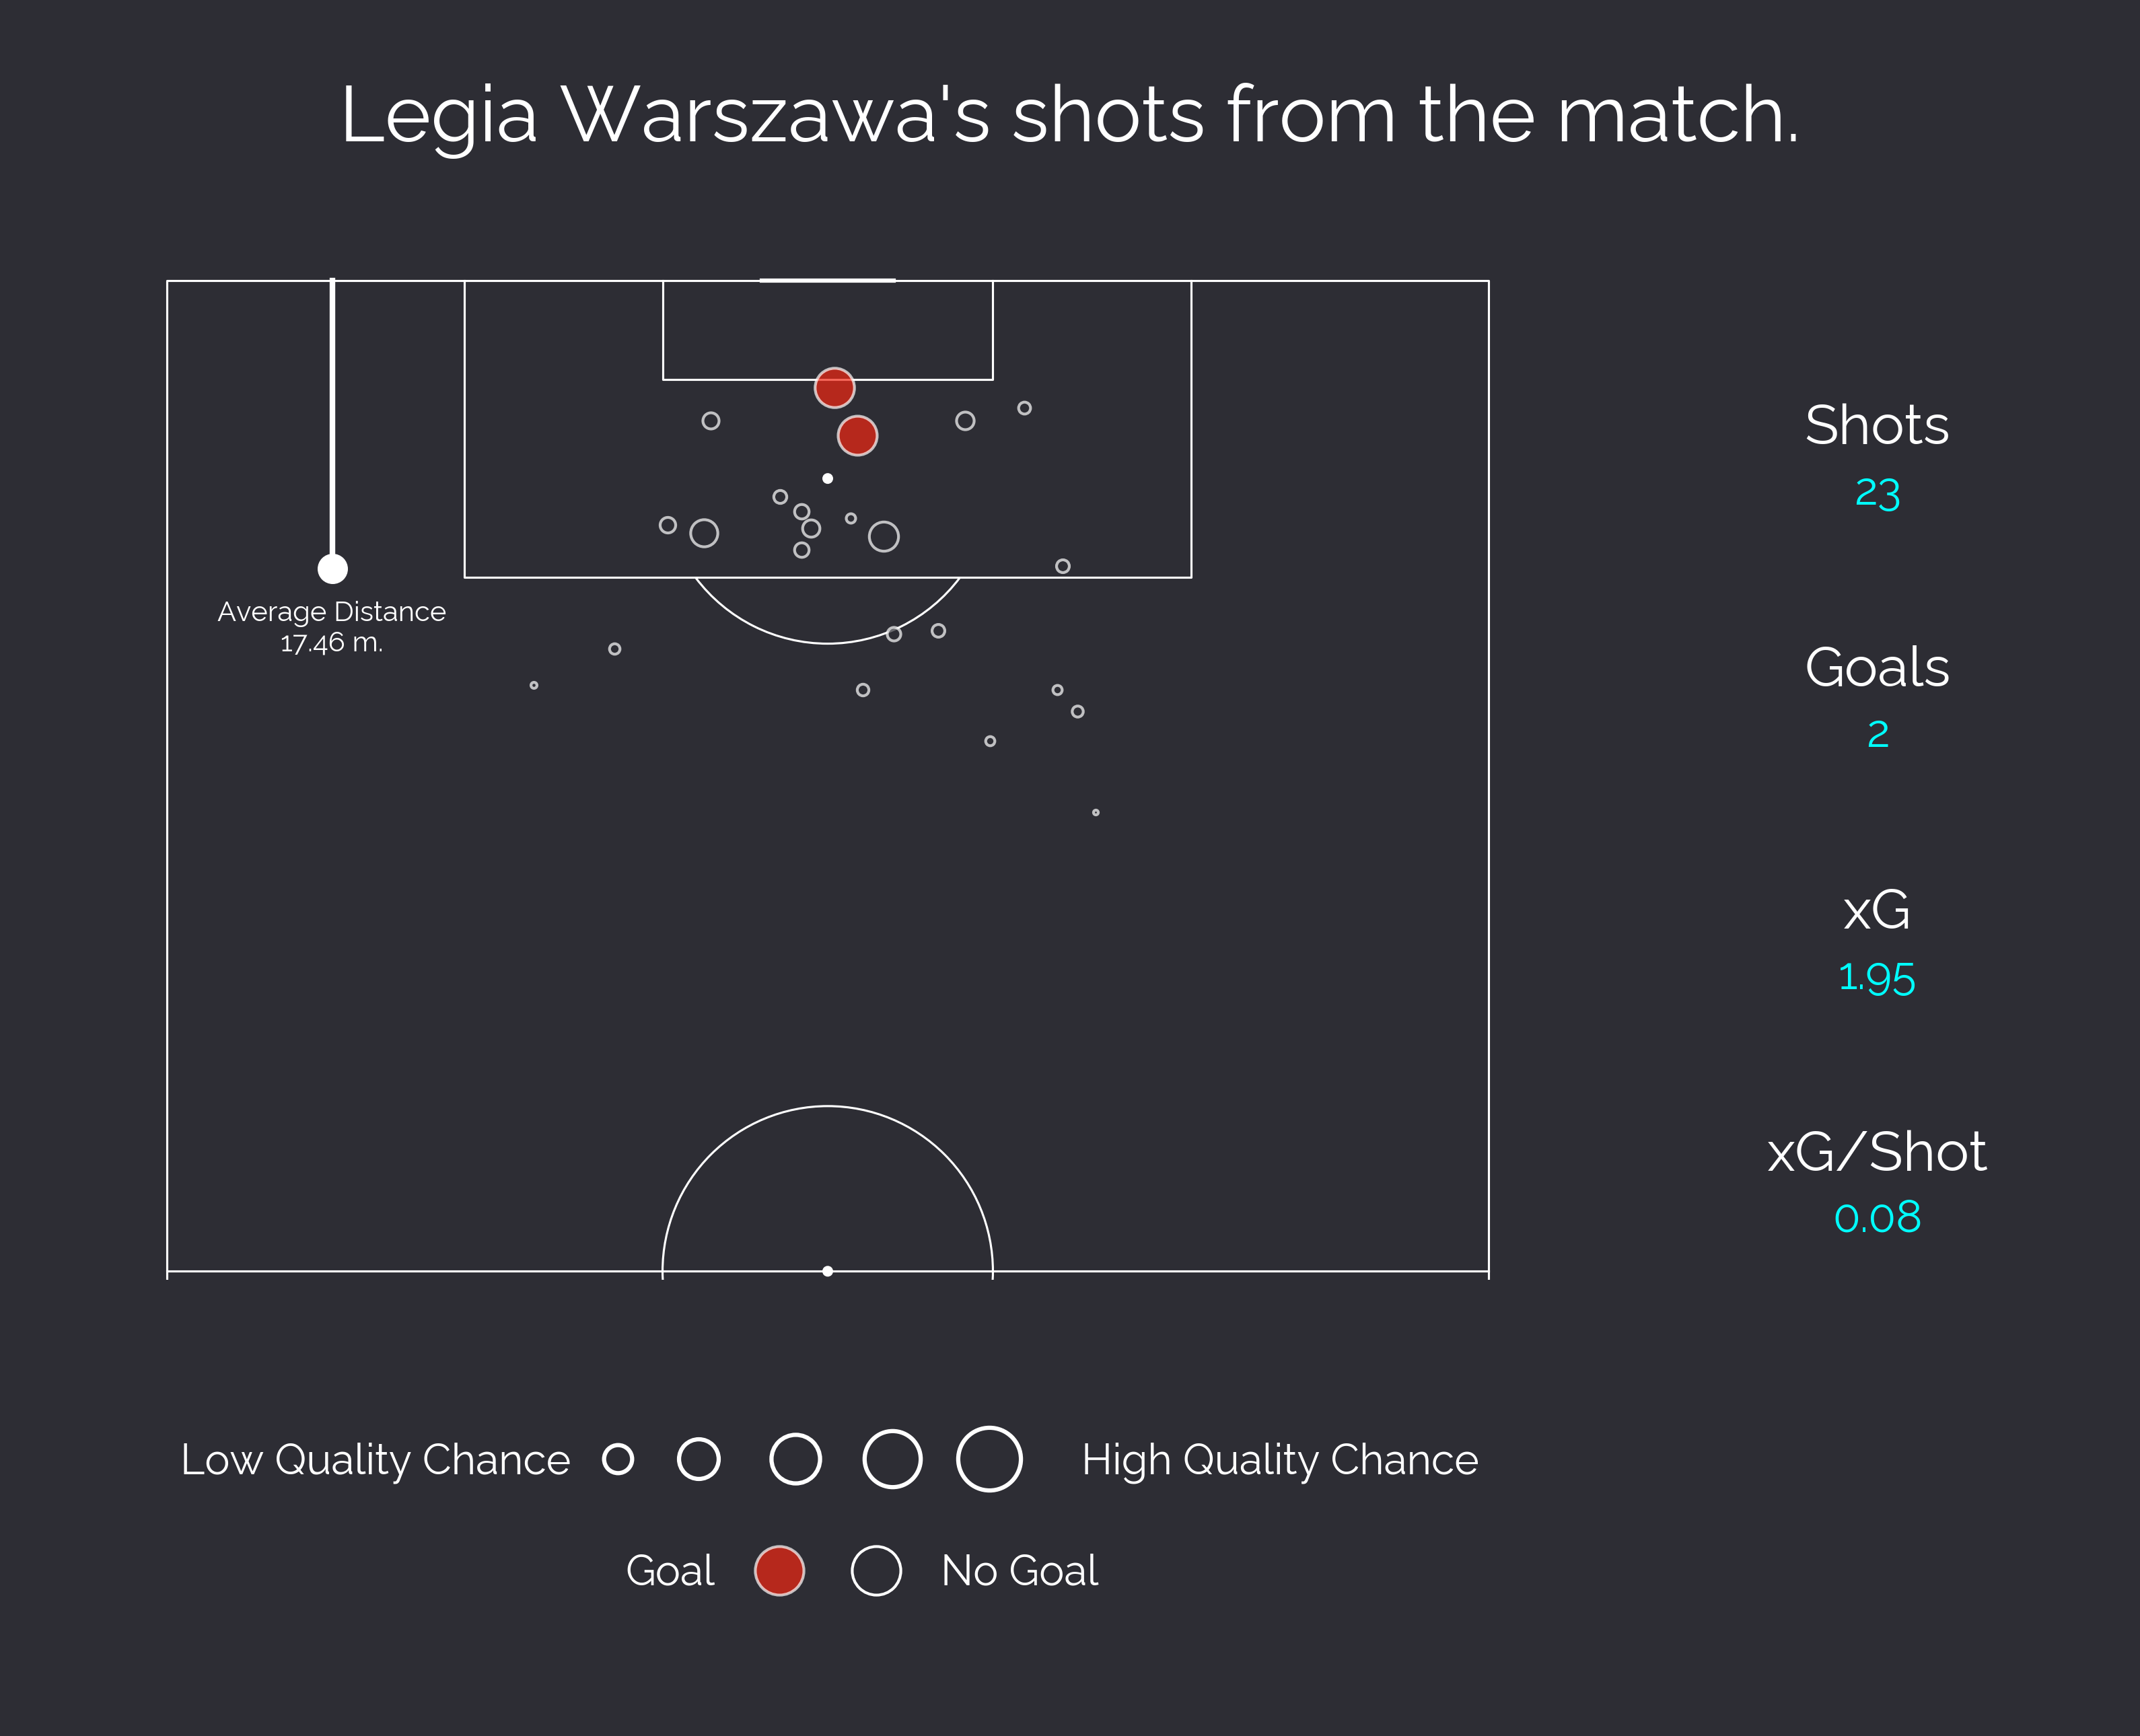 Legia Warszawa's shots from the match.
Average Distance
17.46 m.
Shots
23
Goals
2
xG
1.95
xG/Shot
0.08
Low Quality Chance
High Quality Chance
Goal
No Goal